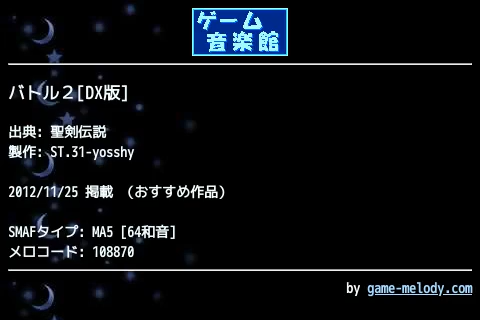 ゲーム
音楽館
バトル２[DX版]
出典: 聖剣伝説
製作: ST.31-yosshy
2012/11/25 掲載 (おすすめ作品)
SMAFタイプ: MA5 [64和音]
メロコード: 108870
by game-melody.com